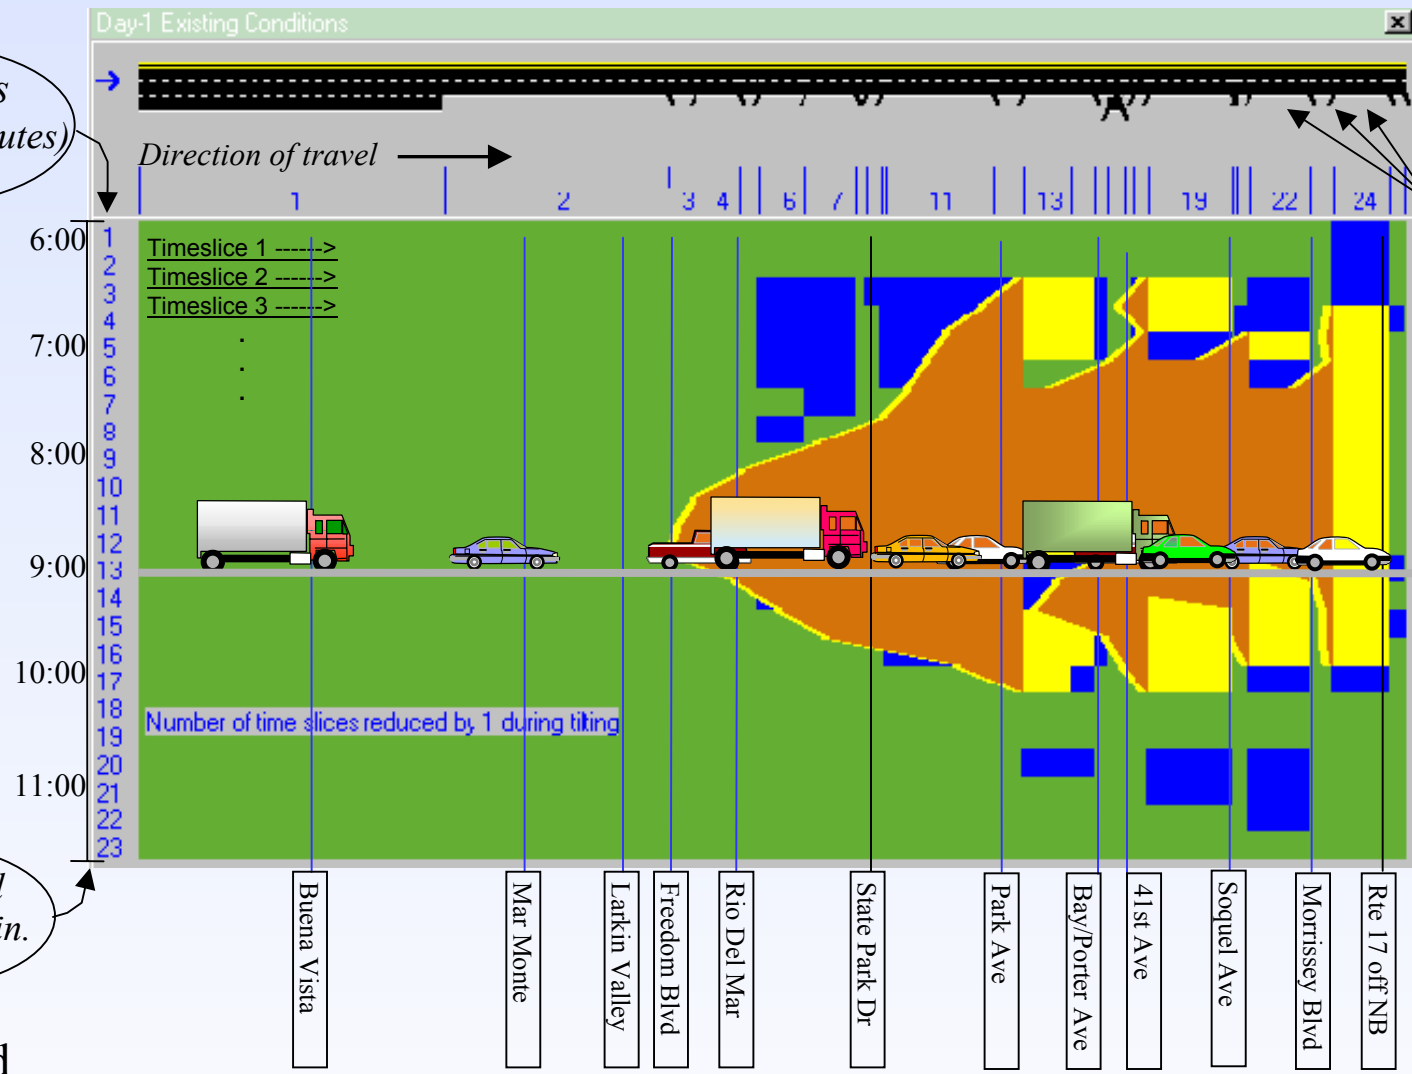 Day-1 Existing Conditions
s
utes)
Direction of travel
1 2 3 4 6 7 11 13 19 22 24
6:00
7:00
8:00
9:00
10:00
11:00
1
2
3
4
5
6
7
8
9
10
11
12
13
14
15
16
17
18
19
20
21
22
23
Timeslice 1 ------>
Timeslice 2 ------>
Timeslice 3 ------>
.
.
.
Number of time slices reduced by 1 during tilting
in.
Buena Vista
Mar Monte
Larkin Valley
Freedom Blvd
Rio Del Mar
State Park Dr
Park Ave
Bay/Porter Ave
41st Ave
Soquel Ave
Morrissey Blvd
Rte 17 off NB
d